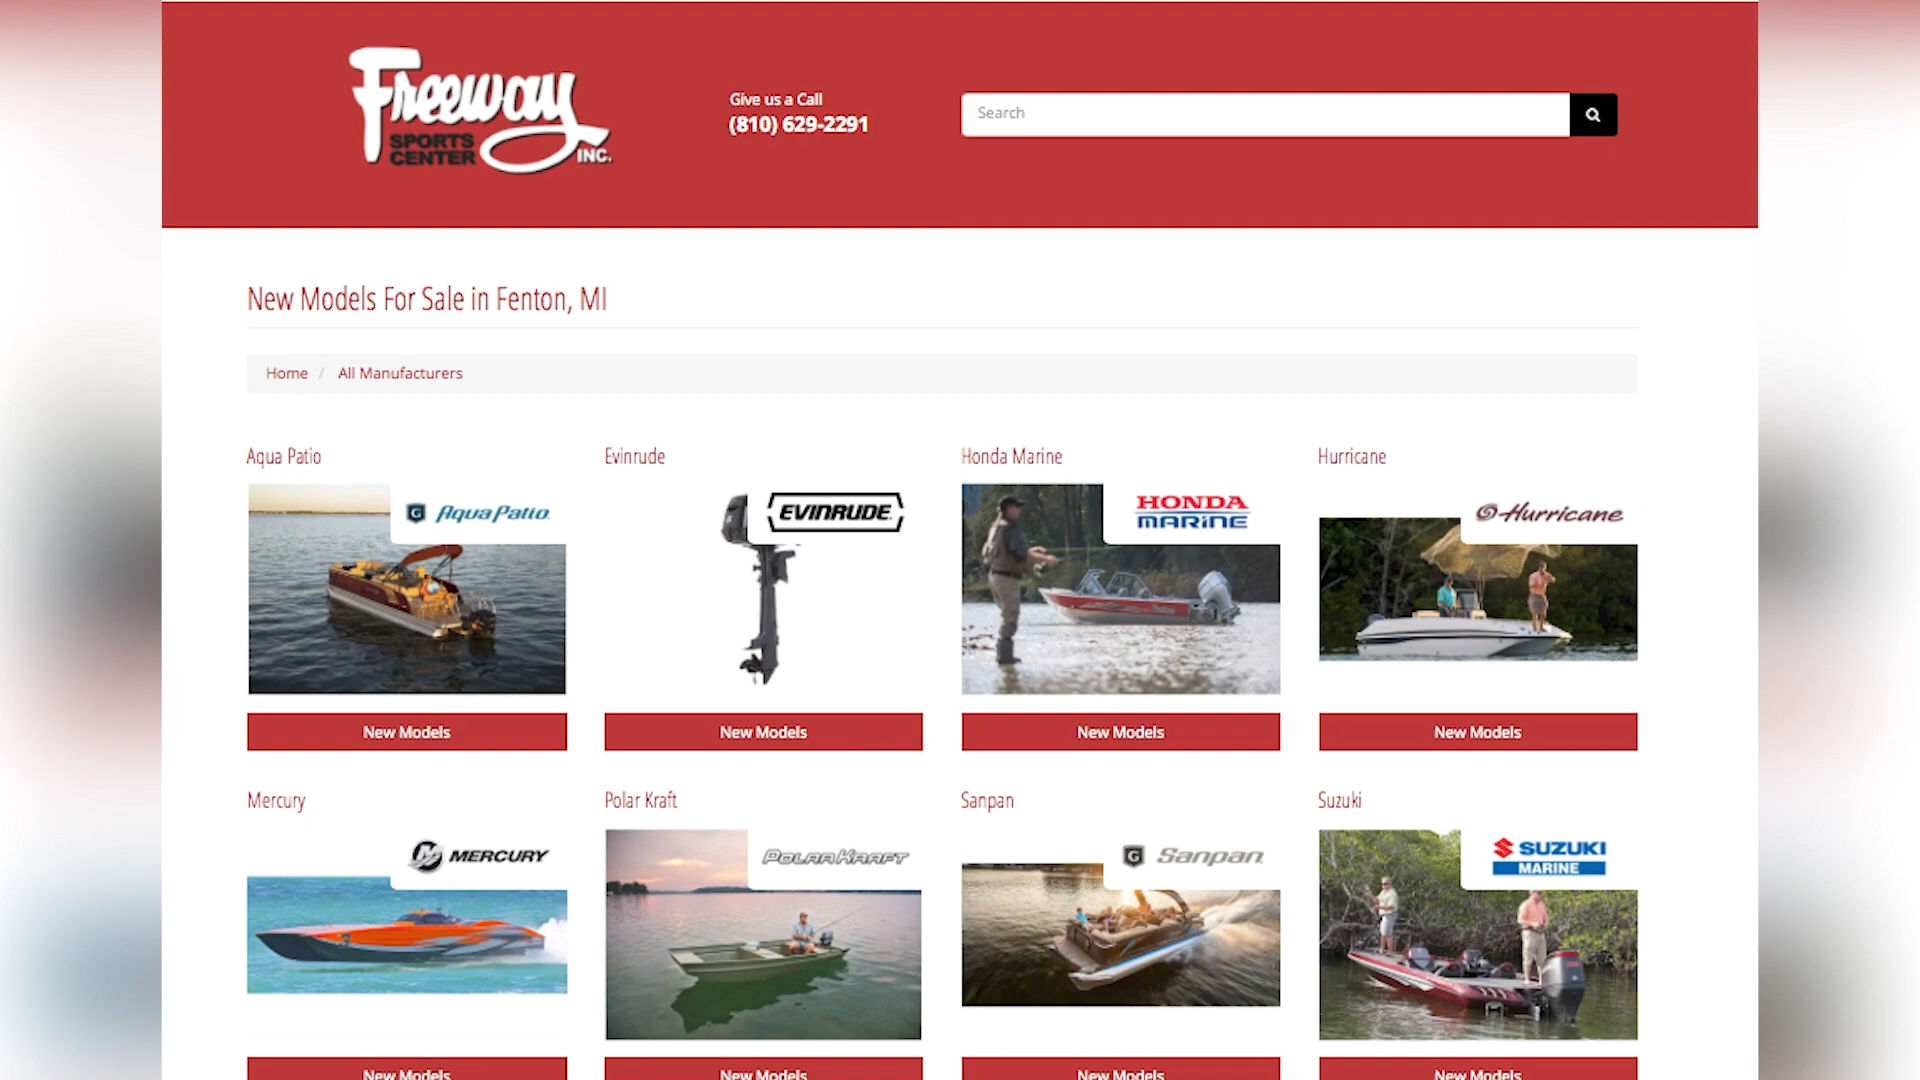 Freeway
SPORTS
CENTER
INC.
Give us a Call
(810) 629-2291
Search
New Models For Sale in Fenton, MI
Home / All Manufacturers
Aqua Patio
Evinrude
Honda Marine
Hurricane
G AquaPatio
EVINRUDE
HONDA
MARINE
Hurricane
New Models
New Models
New Models
New Models
Mercury
Polar Kraft
Sanpan
Suzuki
MERCURY
POLAR KRAFT
G Sanpan
SUZUKI
MARINE
New Models
New Models
New Models
New Models